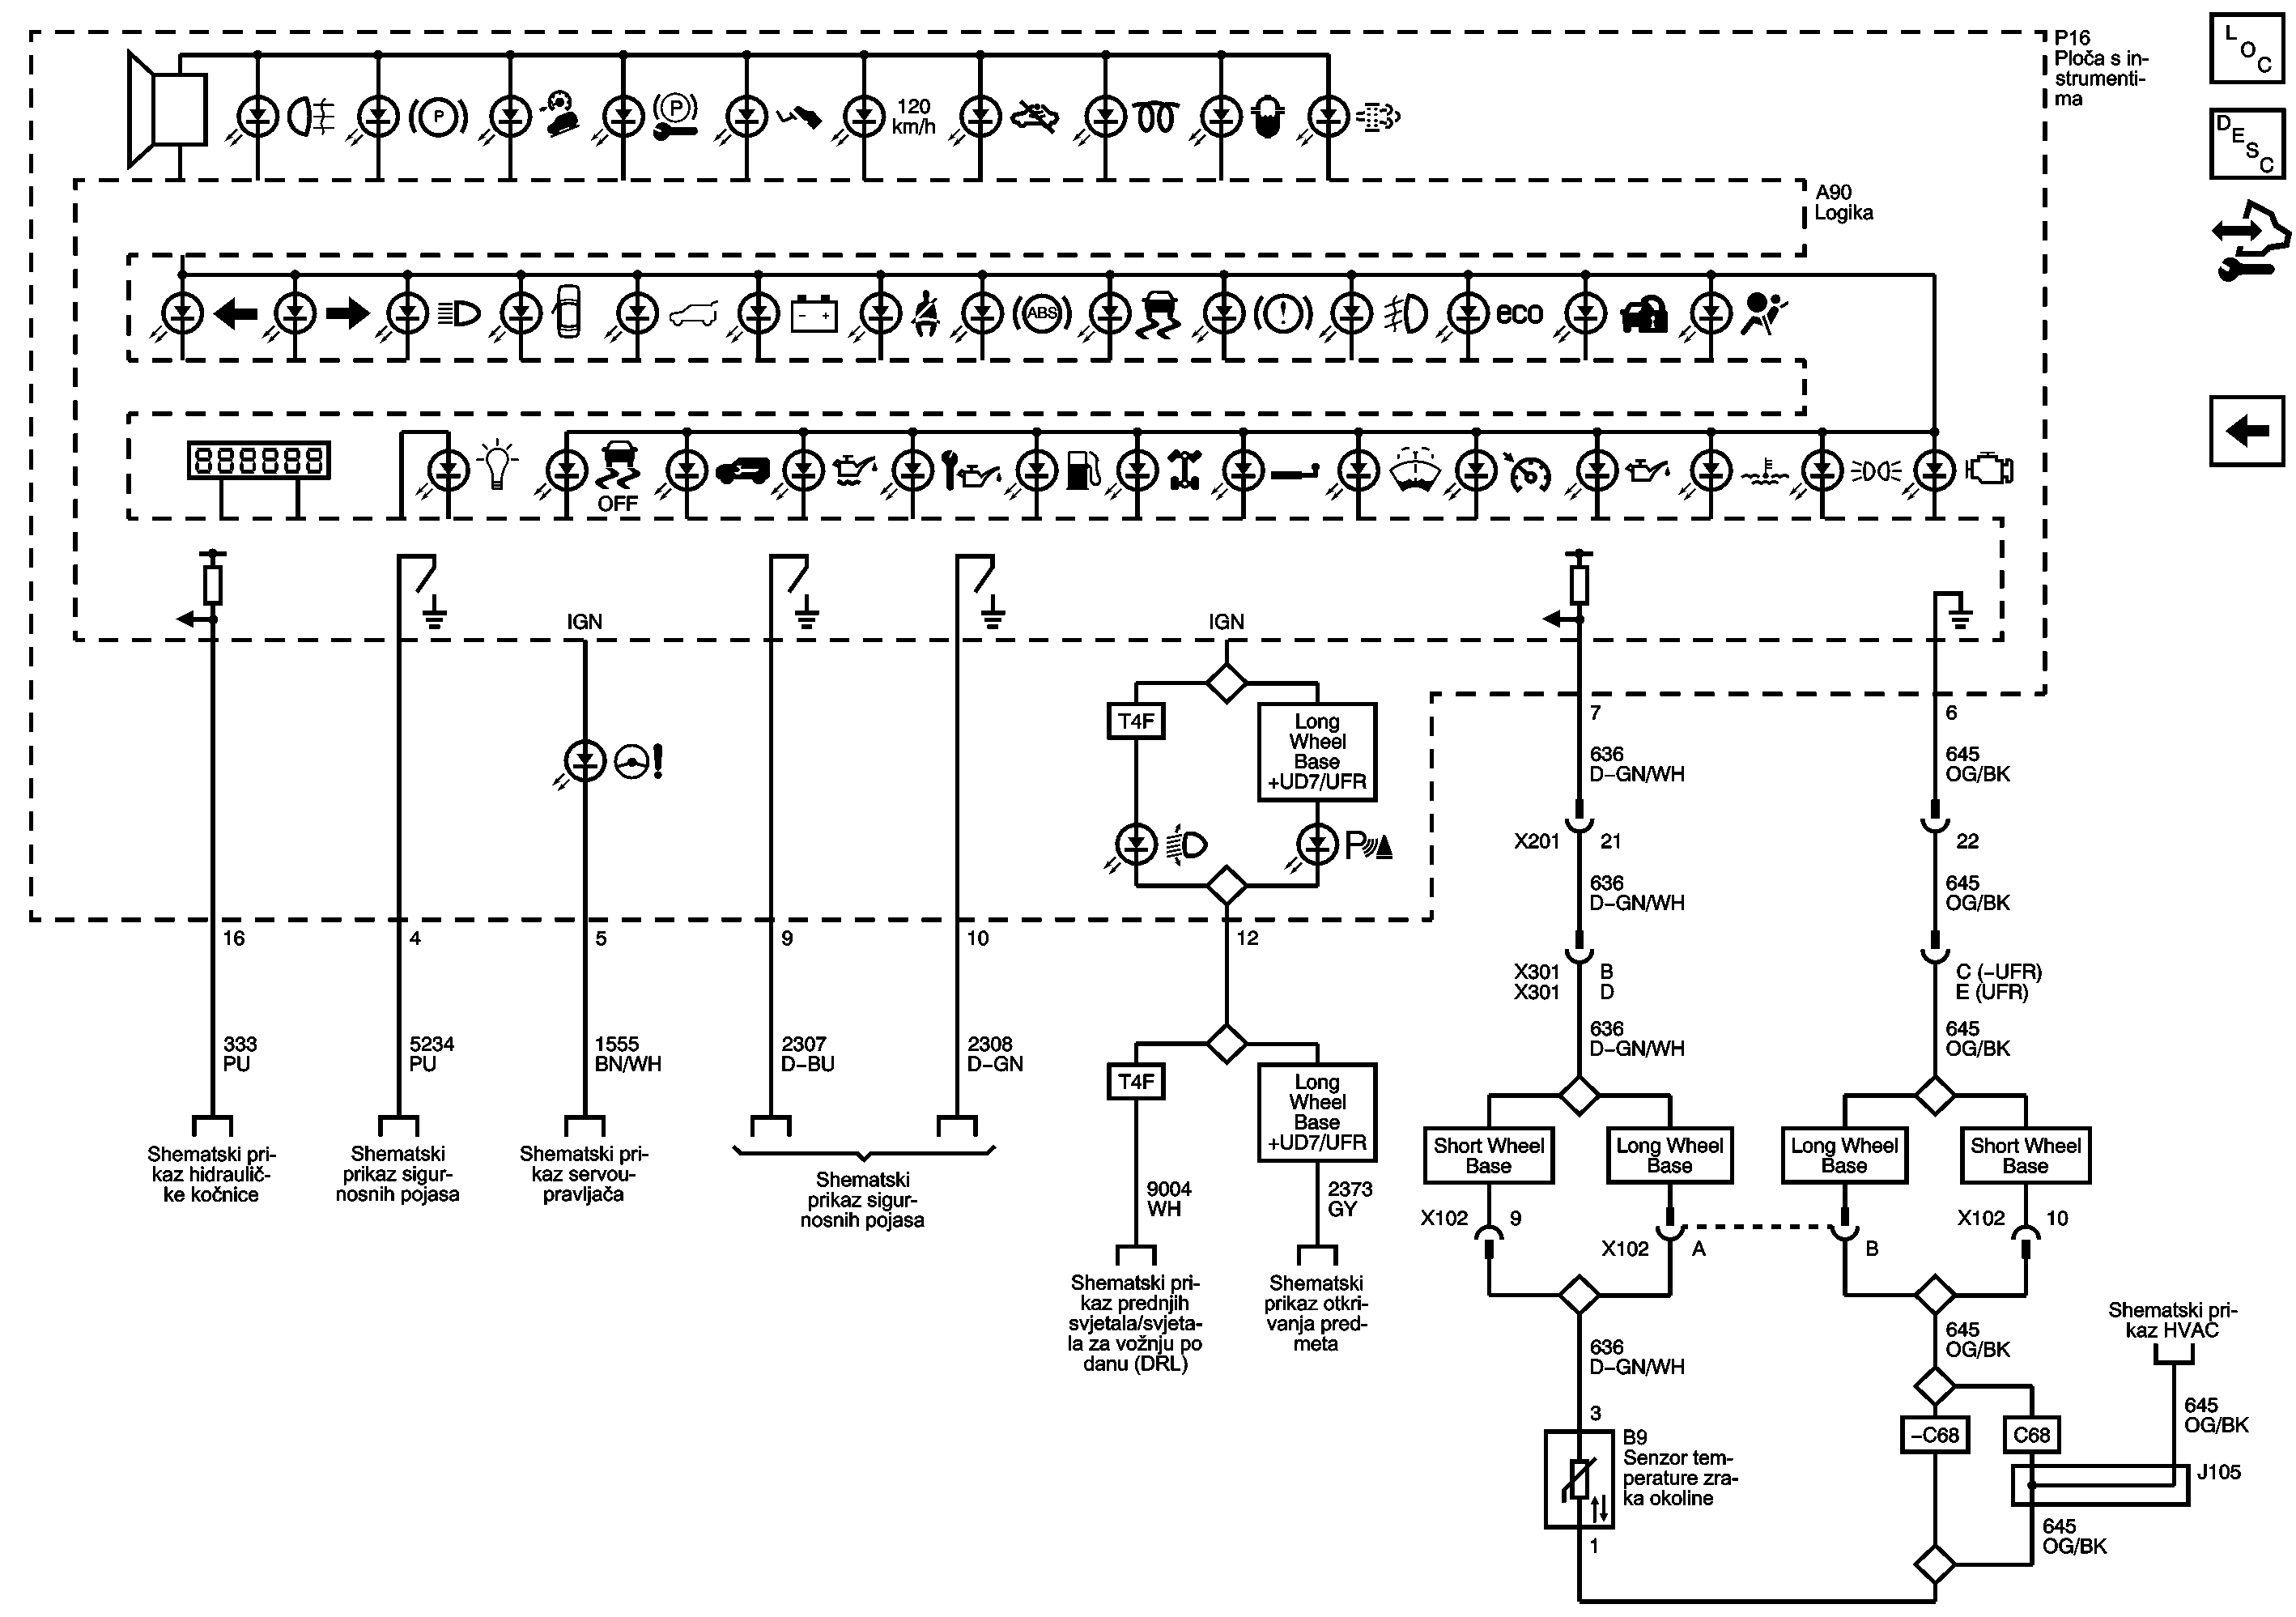 P16
Ploča s in-
strumenti-
ma
L
O
C
D
E
S
C
P
P
120
km/h
A90
Logika
- +
ABS
!
eco
888888
OFF
IGN
IGN
!
T4F
Long
Wheel
Base
+UD7/UFR
P
7
636
D–GN/WH
6
645
OG/BK
X201 21
22
636
D–GN/WH
645
OG/BK
16
4
5
9
10
12
X301 B
X301 D
C (-UFR)
E (UFR)
333
PU
5234
PU
1555
BN/WH
2307
D–BU
2308
D–GN
636
D–GN/WH
645
OG/BK
T4F
Long
Wheel
Base
+UD7/UFR
Shematski pri-
kaz hidraulič-
ke kočnice
Shematski
prikaz sigur-
nosnih pojasa
Shematski pri-
kaz servou-
pravljača
Shematski
prikaz sigur-
nosnih pojasa
9004
WH
2373
GY
Short Wheel
Base
Long Wheel
Base
Long Wheel
Base
Short Wheel
Base
X102 9
X102 A
B
X102 10
Shematski pri-
kaz prednjih
svjetala/svjeta-
la za vožnju po
danu (DRL)
Shematski
prikaz otkri-
vanja pred-
meta
636
D–GN/WH
645
OG/BK
Shematski pri-
kaz HVAC
645
OG/BK
3
B9
Senzor tem-
perature zra-
ka okoline
1
–C68
C68
J105
645
OG/BK